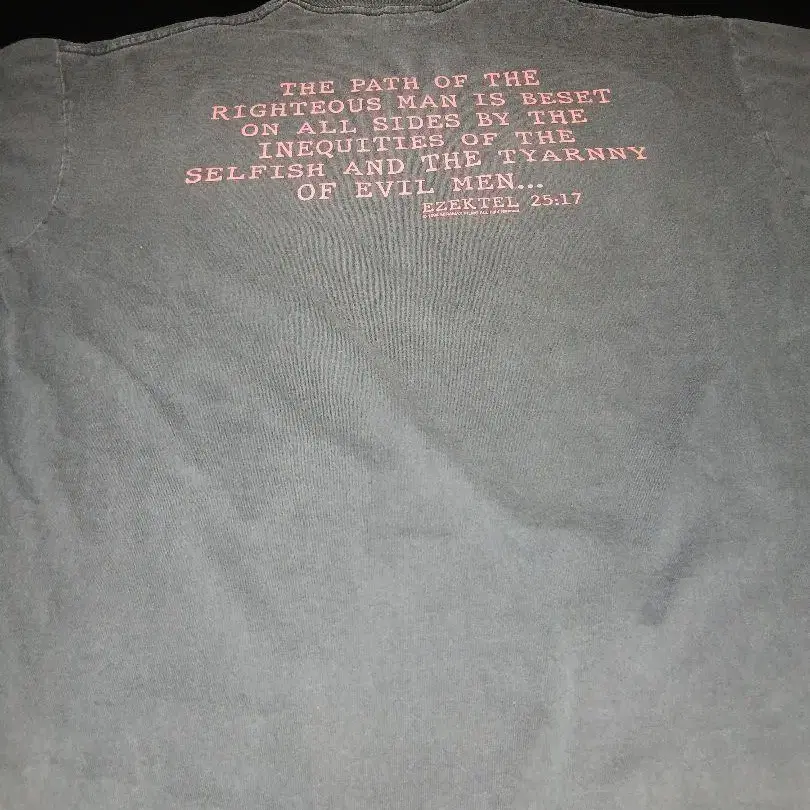 THE PATH OF THE
RIGHTEOUS MAN IS BESET
ON ALL SIDES BY THE
INEQUITIES OF THE
SELFISH AND THE TYARNNY
OF EVIL MEN...
EZEKTEL 25:17